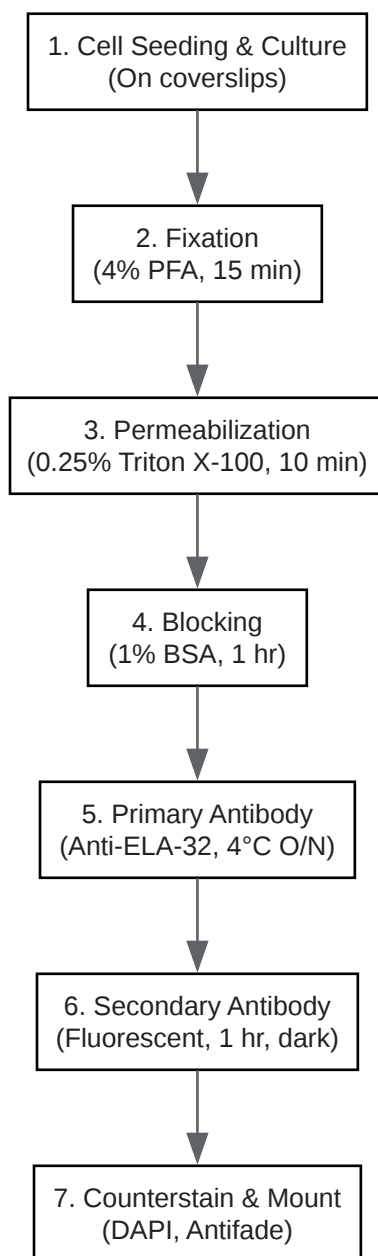 1. Cell Seeding & Culture
(On coverslips)
2. Fixation
(4% PFA, 15 min)
3. Permeabilization
(0.25% Triton X-100, 10 min)
4. Blocking
(1% BSA, 1 hr)
5. Primary Antibody
(Anti-ELA-32, 4°C O/N)
6. Secondary Antibody
(Fluorescent, 1 hr, dark)
7. Counterstain & Mount
(DAPI, Antifade)